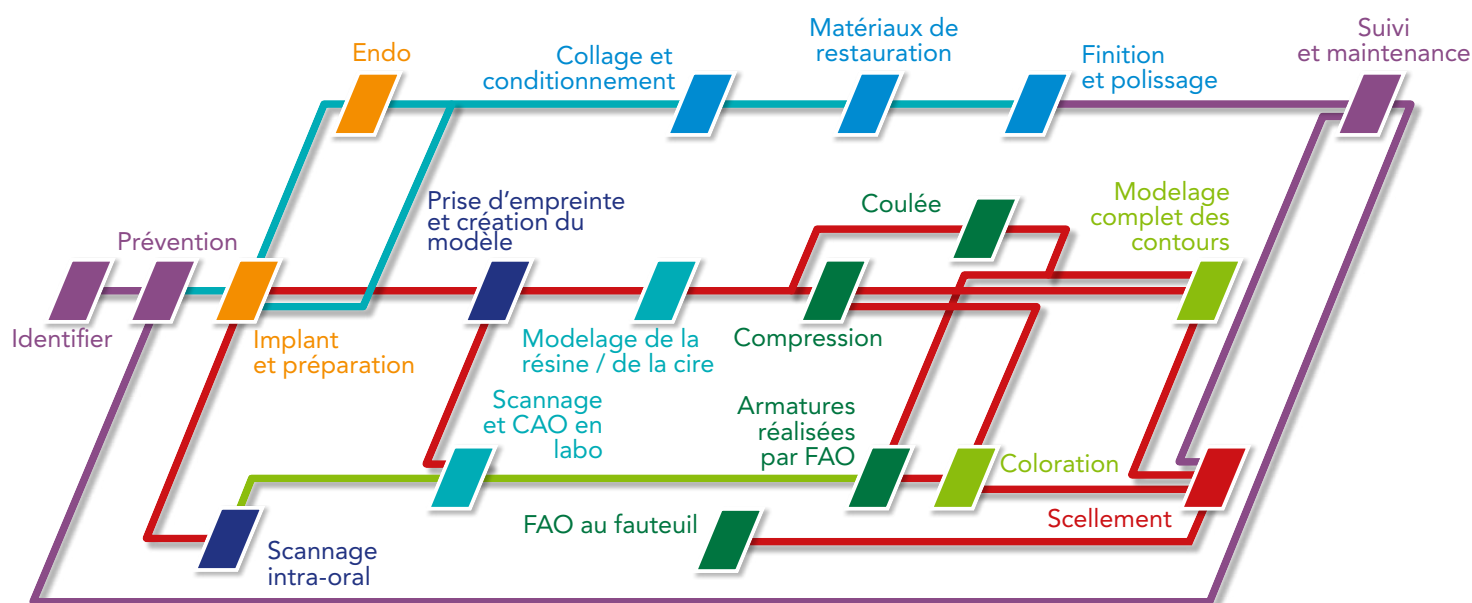 Endo
Collage et
conditionnement
Matériaux de
restauration
Finition
et polissage
Suivi
et maintenance
Identifier
Prévention
Implant
et préparation
Prise d’empreinte
et création du
modèle
Modelage de la
résine / de la cire
Coulée
Compression
Modelage
complet des
contours
Scannage
et CAO en
labo
Armatures
réalisées
par FAO
Coloration
Scellement
FAO au fauteuil
Scannage
intra-oral